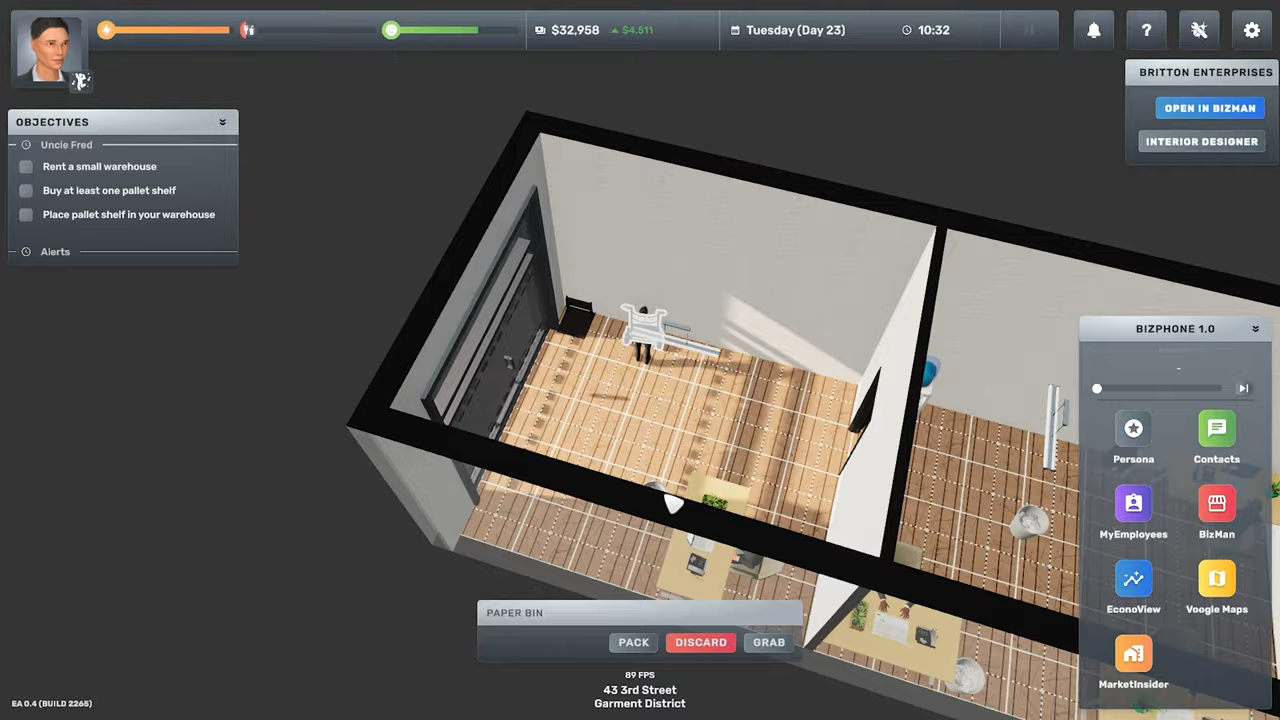 $32,958
$4,511
Tuesday (Day 23)
10:32
?
BRITTON ENTERPRISES
OPEN IN BIZMAN
INTERIOR DESIGNER
OBJECTIVES
Uncle Fred
Rent a small warehouse
Buy at least one pallet shelf
Place pallet shelf in your warehouse
Alerts
BIZPHONE 1.0
-
Persona
Contacts
MyEmployees
BizMan
EconoView
Voogle Maps
MarketInsider
PAPER BIN
PACK
DISCARD
GRAB
89 FPS
43 3rd Street
Garment District
EA 0.4 (BUILD 2265)